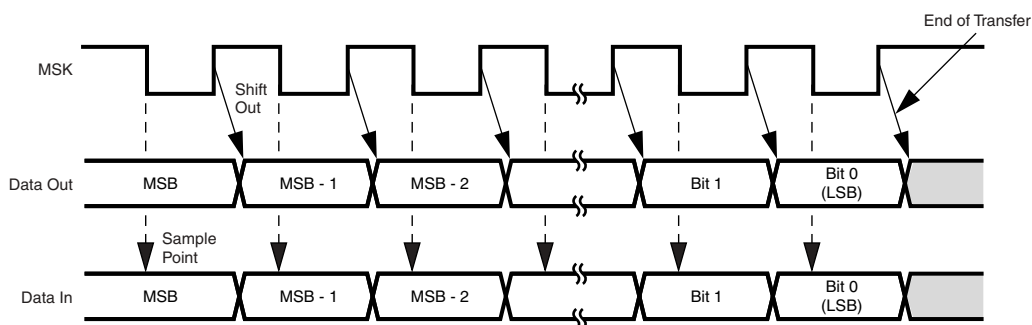 End of Transfer
MSK
Shift
Out
Data Out
MSB
MSB - 1
MSB - 2
Bit 1
Bit 0
(LSB)
Sample
Point
Data In
MSB
MSB - 1
MSB - 2
Bit 1
Bit 0
(LSB)